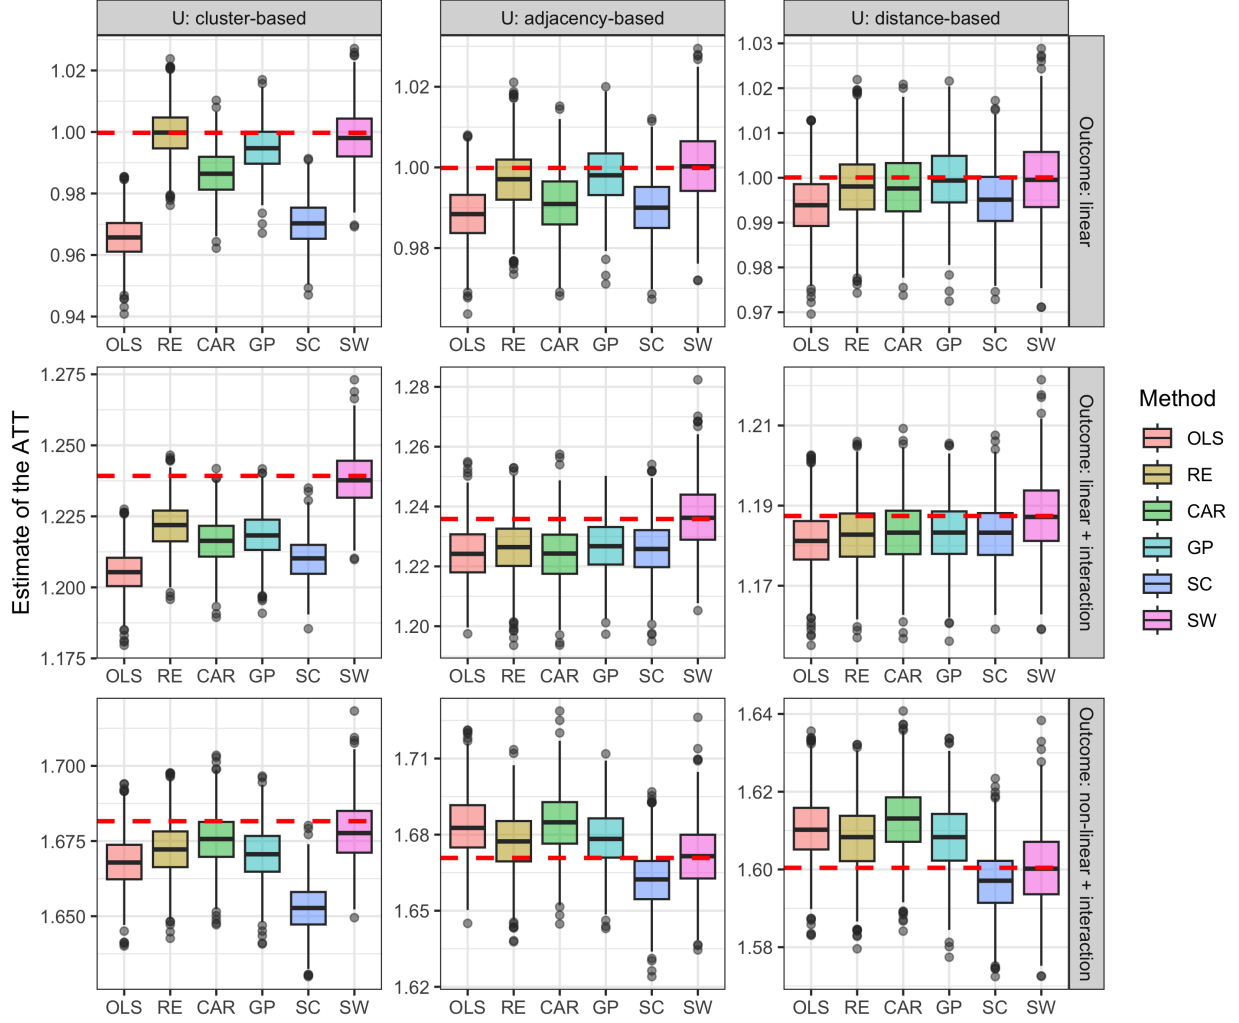 U: cluster-based
U: adjacency-based
U: distance-based
Estimate of the ATT
1.02
1.00
0.98
0.96
0.94
OLS RE CAR GP SC SW
1.02
1.00
0.98
OLS RE CAR GP SC SW
1.03
1.02
1.01
1.00
0.99
0.98
0.97
OLS RE CAR GP SC SW
Outcome: linear
1.275
1.250
1.225
1.200
1.175
OLS RE CAR GP SC SW
1.28
1.26
1.24
1.22
1.20
OLS RE CAR GP SC SW
1.21
1.19
1.17
OLS RE CAR GP SC SW
Outcome: linear + interaction
1.700
1.675
1.650
OLS RE CAR GP SC SW
1.71
1.68
1.65
1.62
OLS RE CAR GP SC SW
1.64
1.62
1.60
1.58
OLS RE CAR GP SC SW
Outcome: non-linear + interaction
Method
OLS
RE
CAR
GP
SC
SW